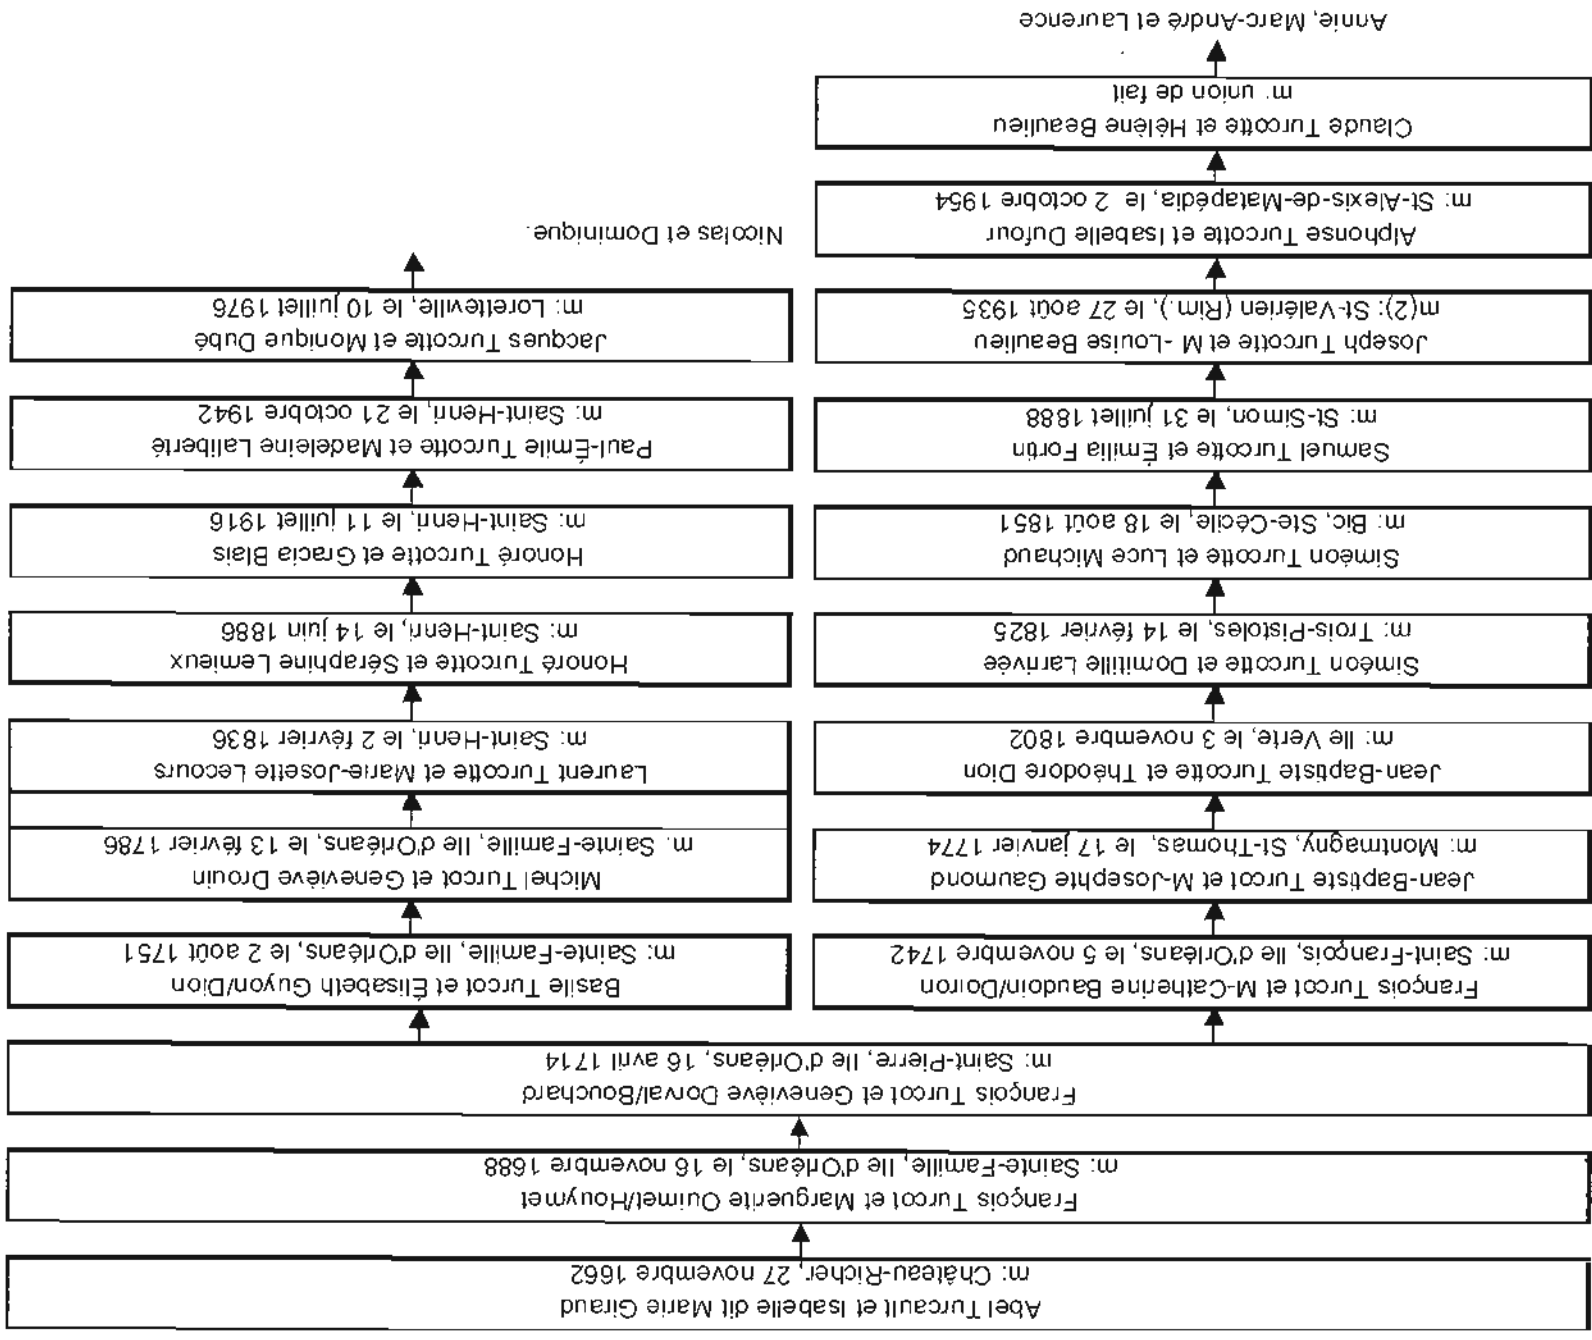 Abel Turcault et Isabelle dit Marie Giraud
m: Château-Richer, 27 novembre 1662
François Turcot et Marguerite Ouimet/Houymet
m: Sainte-Famille, Ile d'Orléans, le 16 novembre 1688
François Turcot et Geneviève Dorval/Bouchard
m: Saint-Pierre, Ile d'Orléans, 16 avril 1714
François Turcot et M-Catherine Baudoin/Doiron
m: Saint-François, Ile d'Orléans, le 5 novembre 1742
Jean-Baptiste Turcot et M-Josephte Gaumond
m: Montmagny, St-Thomas, le 17 janvier 1774
Jean-Baptiste Turcotte et Théodore Dion
m: Ile Verte, le 3 novembre 1802
Siméon Turcotte et Domitille Larrivée
m: Trois-Pistoles, le 14 février 1825
Siméon Turcotte et Luce Michaud
m: Bic, Ste-Cécile, le 18 août 1851
Samuel Turcotte et Émilia Fortin
m: St-Simon, le 31 juillet 1888
Joseph Turcotte et M -Louise Beaulieu
m(2): St-Valérien (Rim.), le 27 août 1935
Alphonse Turcotte et Isabelle Dufour
m: St-Alexis-de-Matapédia, le 2 octobre 1954
Claude Turcotte et Hélène Beaulieu
m: union de fait
Annie, Marc-André et Laurence
Basile Turcot et Élisabeth Guyon/Dion
m: Sainte-Famille, Ile d'Orléans, le 2 août 1751
Michel Turcot et Geneviève Drouin
m. Sainte-Famille, Ile d'Orléans, le 13 février 1786
Laurent Turcotte et Marie-Josette Lecours
m: Saint-Henri, le 2 février 1836
Honoré Turcotte et Séraphine Lemieux
m: Saint-Henri, le 14 juin 1886
Honoré Turcotte et Gracia Blais
m: Saint-Henri, le 11 juillet 1916
Paul-Émile Turcotte et Madeleine Laliberté
m: Saint-Henri, le 21 octobre 1942
Jacques Turcotte et Monique Dubé
m: Loretteville, le 10 juillet 1976
Nicolas et Dominique.